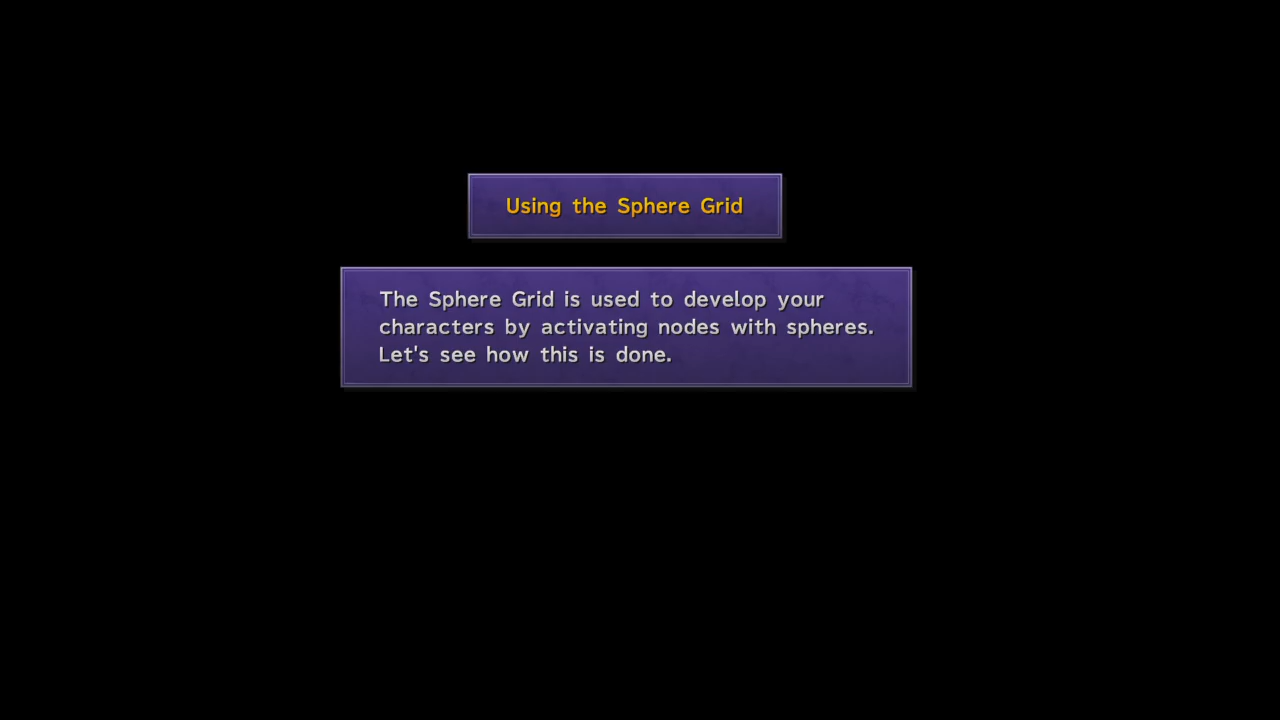 Using the Sphere Grid
The Sphere Grid is used to develop your
characters by activating nodes with spheres.
Let's see how this is done.